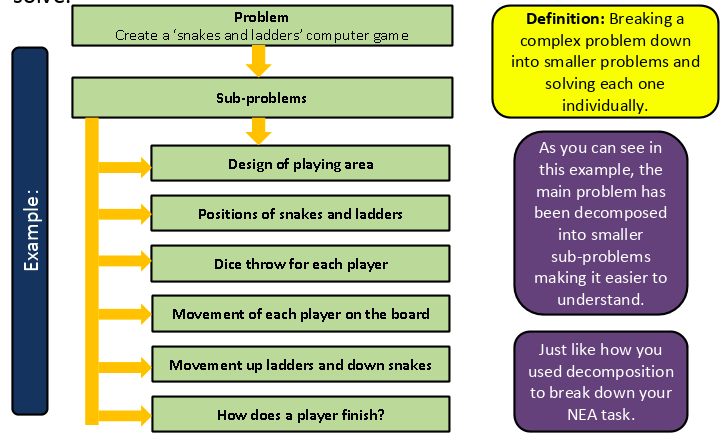 Problem
Create a 'snakes and ladders' computer game
Sub-problems
Design of playing area
Positions of snakes and ladders
Dice throw for each player
Movement of each player on the board
Movement up ladders and down snakes
How does a player finish?
Example:
Definition: Breaking a
complex problem down
into smaller problems and
solving each one
individually.
As you can see in
this example, the
main problem has
been decomposed
into smaller
sub-problems
making it easier to
understand.
Just like how you
used decomposition
to break down your
NEA task.